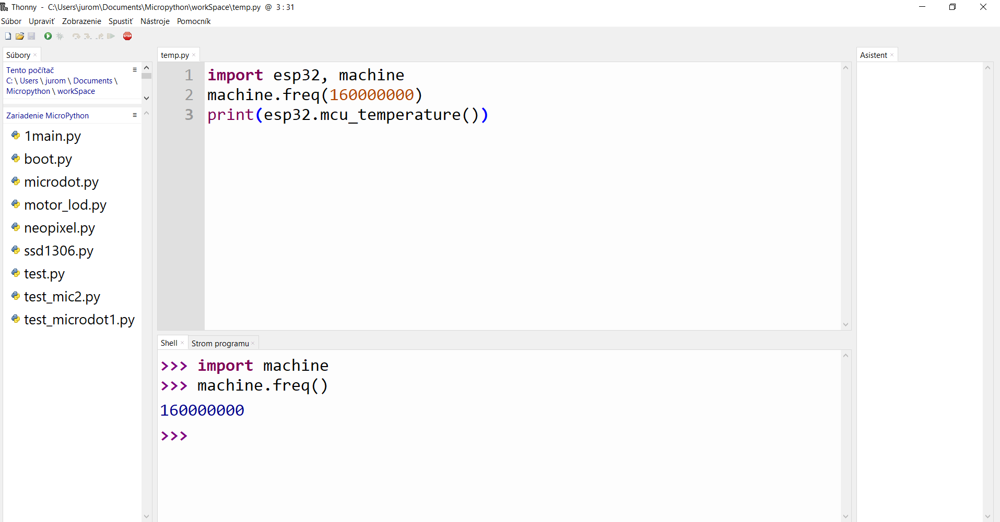 Thonny - C:\Users\jurom\Documents\Micropython\workSpace\temp.py @ 3 : 31
Súbor Upraviť Zobrazenie Spustiť Nástroje Pomocník
STOP
Súbory
Tento počítač
C: \ Users \ jurom \ Documents \
Micropython \ workSpace
Zariadenie MicroPython
1main.py
boot.py
microdot.py
motor_lod.py
neopixel.py
ssd1306.py
test.py
test_mic2.py
test_microdot1.py
temp.py
1 import esp32, machine
2 machine.freq(160000000)
3 print(esp32.mcu_temperature())
Shell Strom programu
>>> import machine
>>> machine.freq()
160000000
>>>
Asistent